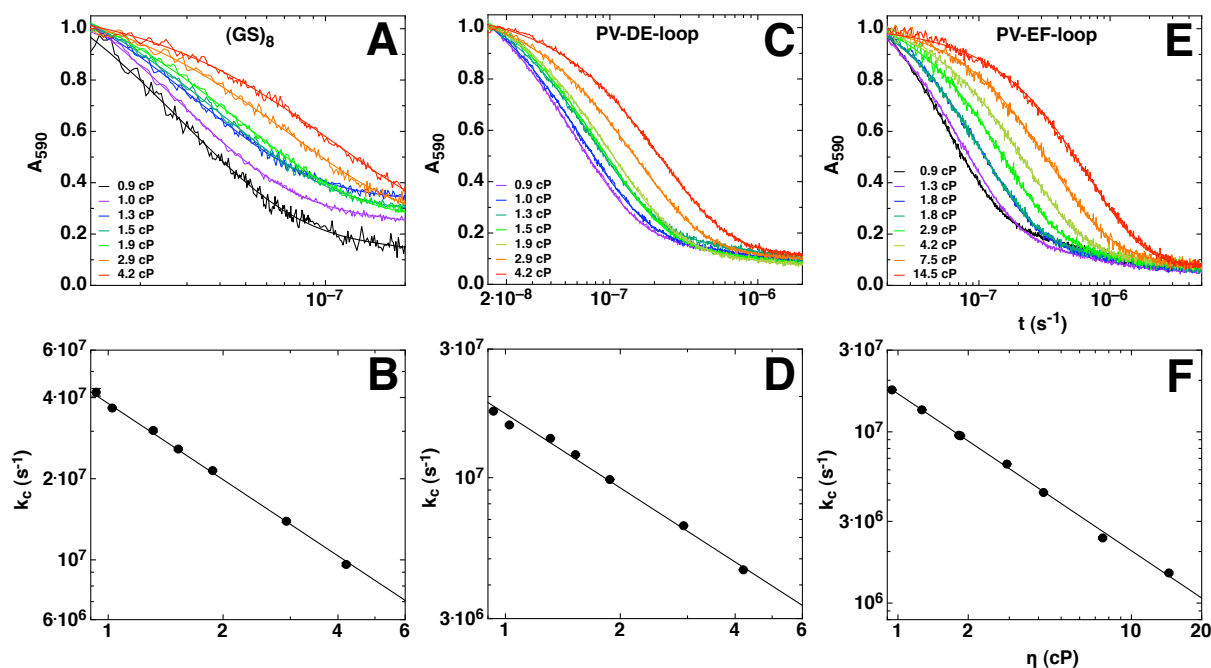 (GS)₈
A
A₅₉₀
1.0
0.8
0.6
0.4
0.2
0.0
0.9 cP
1.0 cP
1.3 cP
1.5 cP
1.9 cP
2.9 cP
4.2 cP
10⁻⁷
PV-DE-loop
C
A₅₉₀
1.0
0.8
0.6
0.4
0.2
0.0
0.9 cP
1.0 cP
1.3 cP
1.5 cP
1.9 cP
2.9 cP
4.2 cP
2·10⁻⁸
10⁻⁷
10⁻⁶
PV-EF-loop
E
A₅₉₀
1.0
0.8
0.6
0.4
0.2
0.0
0.9 cP
1.3 cP
1.8 cP
1.8 cP
2.9 cP
4.2 cP
7.5 cP
14.5 cP
10⁻⁷
10⁻⁶
t (s⁻¹)
B
k_c (s⁻¹)
6·10⁷
4·10⁷
2·10⁷
10⁷
6·10⁶
1
2
4
6
D
k_c (s⁻¹)
3·10⁷
10⁷
3·10⁶
1
2
4
6
F
k_c (s⁻¹)
3·10⁷
10⁷
3·10⁶
10⁶
1
2
10
20
η (cP)